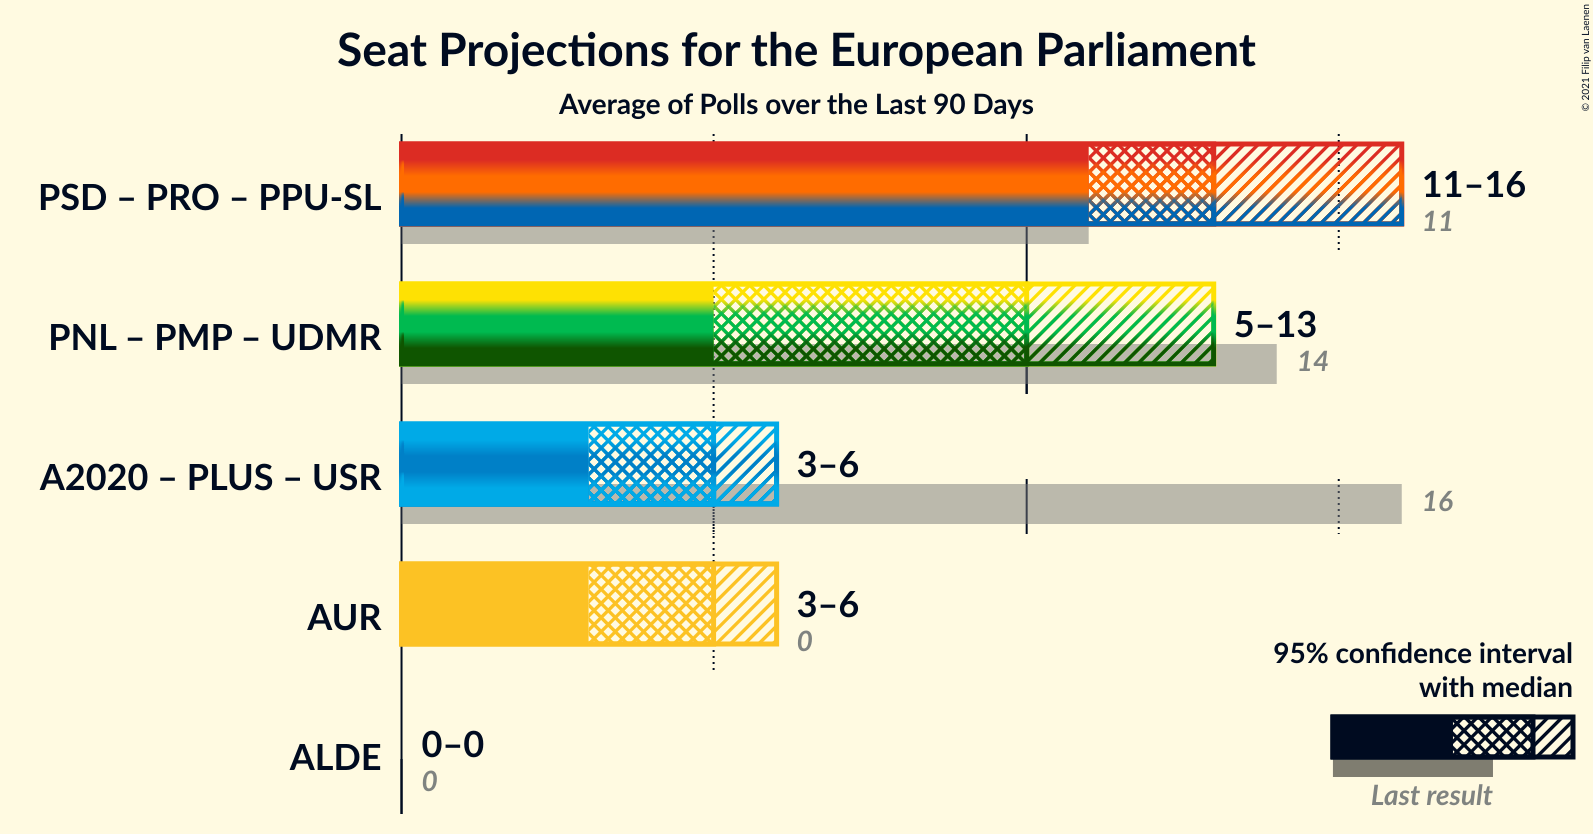 Seat Projections for the European Parliament
Average of Polls over the Last 90 Days
© 2021 Filip van Laenen
PSD – PRO – PPU-SL
11–16
11
PNL – PMP – UDMR
5–13
14
A2020 – PLUS – USR
3–6
16
AUR
3–6
0
ALDE
0–0
0
95% confidence interval
with median
Last result